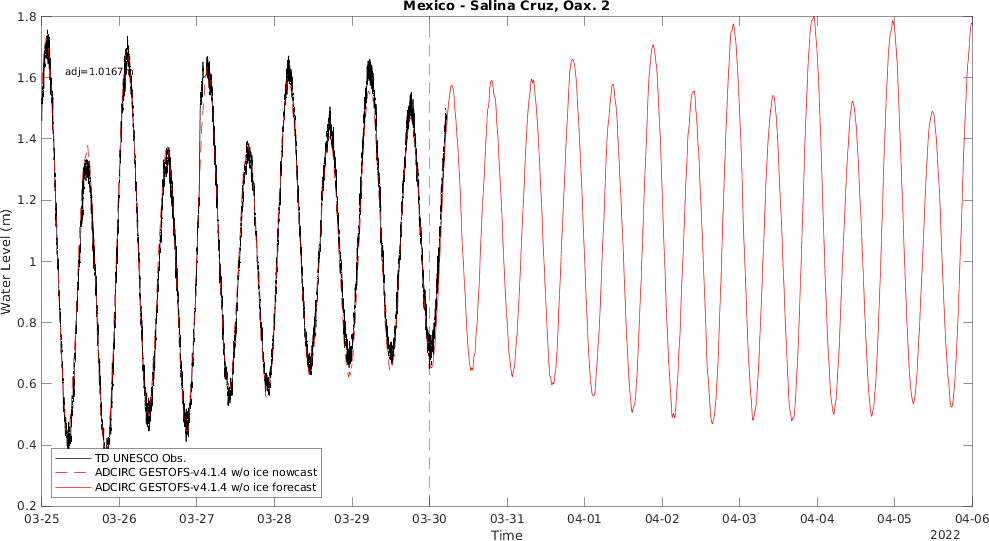 Mexico - Salina Cruz, Oax. 2
1.8
1.6
1.4
1.2
1
0.8
0.6
0.4
0.2
Water Level (m)
adj=1.0167m
TD UNESCO Obs.
ADCIRC GESTOFS-v4.1.4 w/o ice nowcast
ADCIRC GESTOFS-v4.1.4 w/o ice forecast
03-25 03-26 03-27 03-28 03-29 03-30 03-31 04-01 04-02 04-03 04-04 04-05 04-06
Time
2022